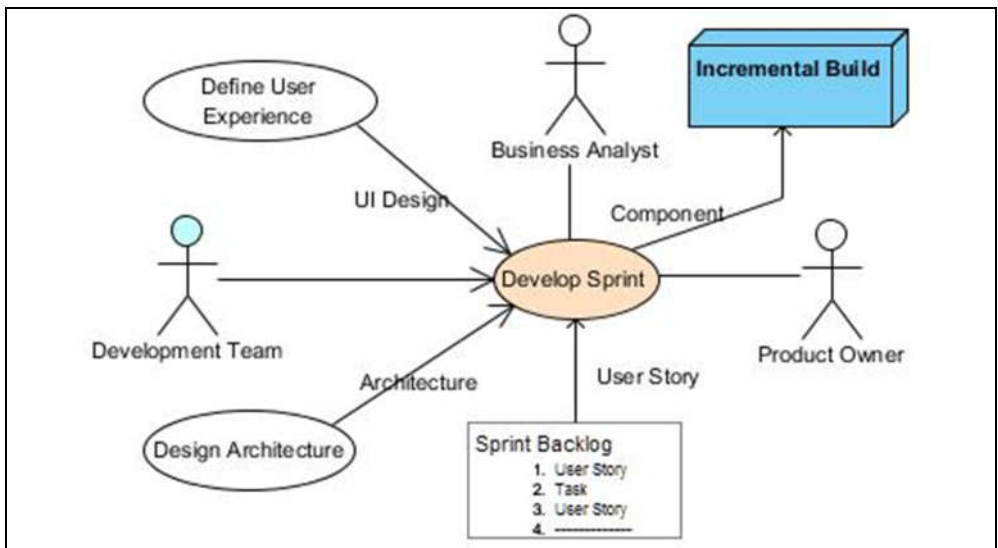 Define User
Experience
Business Analyst
Incremental Build
UI Design
Component
Development Team
Develop Sprint
Product Owner
Architecture
User Story
Design Architecture
Sprint Backlog
1. User Story
2. Task
3. User Story
4. --------------